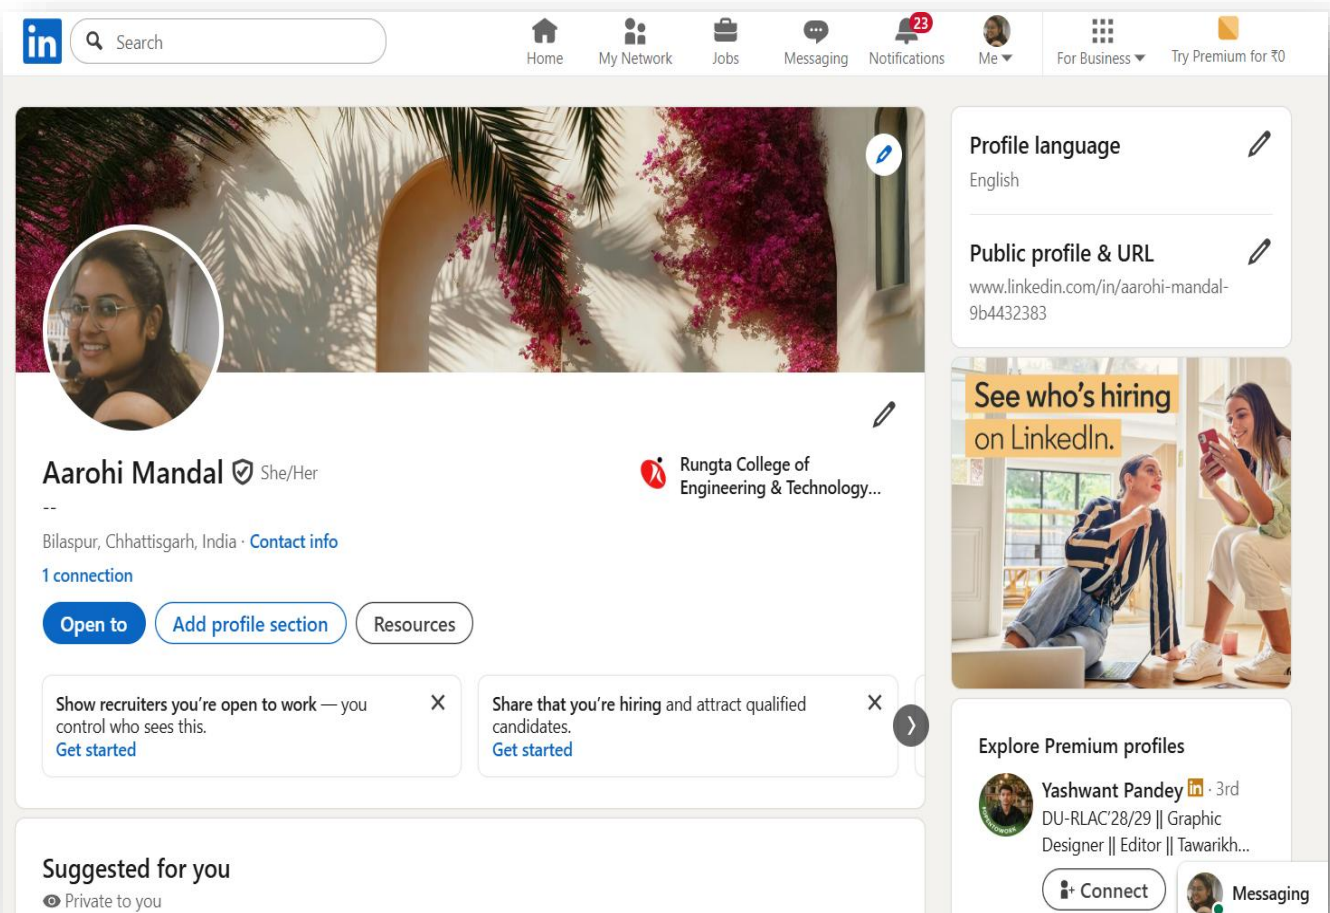 in
Search
Home
My Network
Jobs
Messaging
23
Notifications
Me
For Business
Try Premium for ₹0
Aarohi Mandal She/Her
--
Bilaspur, Chhattisgarh, India · Contact info
1 connection
Rungta College of
Engineering & Technology...
Open to
Add profile section
Resources
Show recruiters you're open to work — you
control who sees this.
Get started
Share that you're hiring and attract qualified
candidates.
Get started
Suggested for you
Private to you
Profile language
English
Public profile & URL
www.linkedin.com/in/aarohi-mandal-
9b4432383
See who's hiring
on LinkedIn.
Explore Premium profiles
Yashwant Pandey in · 3rd
DU-RLAC'28/29 || Graphic
Designer || Editor || Tawarikh...
#OPENTOWORK
Connect
Messaging